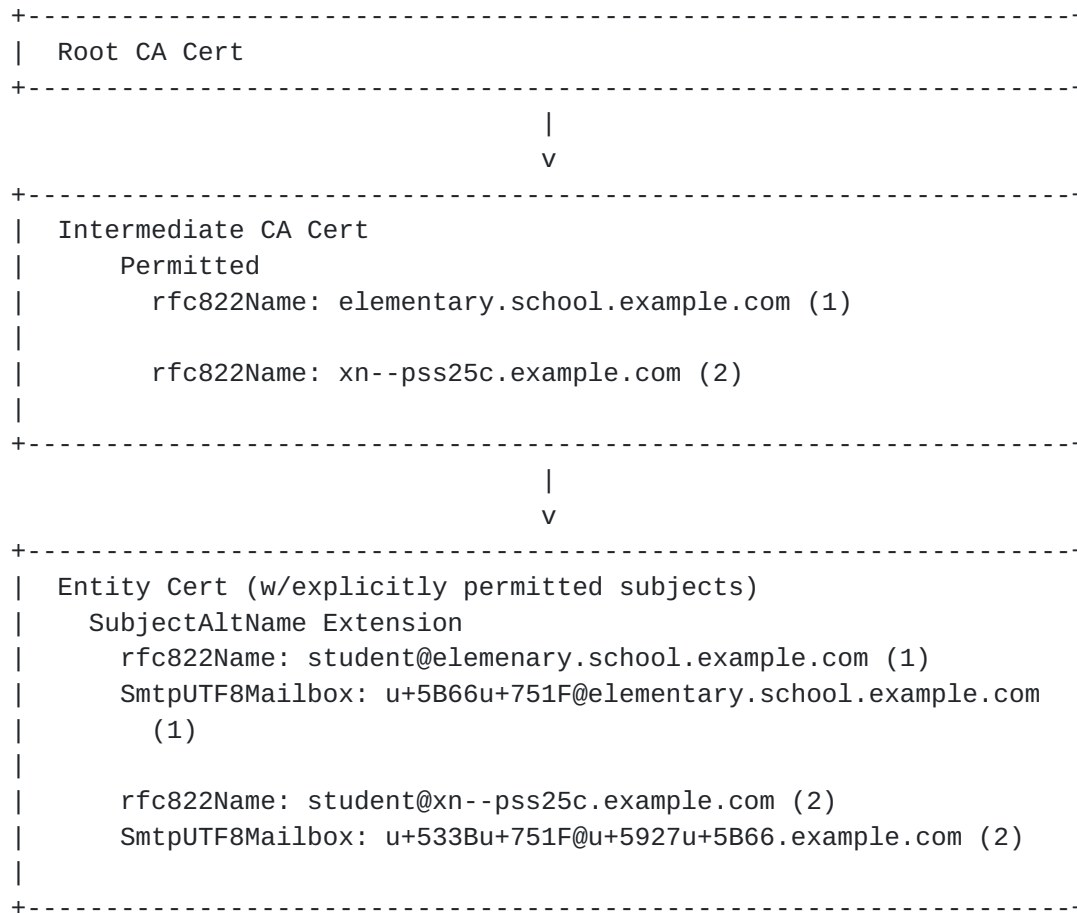 +-------------------------------------------------------------------+
|  Root CA Cert
+-------------------------------------------------------------------+
                                  |
                                  v
+-------------------------------------------------------------------+
|  Intermediate CA Cert
|      Permitted
|        rfc822Name: elementary.school.example.com (1)
|
|        rfc822Name: xn--pss25c.example.com (2)
|
+-------------------------------------------------------------------+
                                  |
                                  v
+-------------------------------------------------------------------+
|  Entity Cert (w/explicitly permitted subjects)
|    SubjectAltName Extension
|      rfc822Name: student@elemenary.school.example.com (1)
|      SmtpUTF8Mailbox: u+5B66u+751F@elementary.school.example.com
|        (1)
|
|      rfc822Name: student@xn--pss25c.example.com (2)
|      SmtpUTF8Mailbox: u+533Bu+751F@u+5927u+5B66.example.com (2)
|
+-------------------------------------------------------------------+